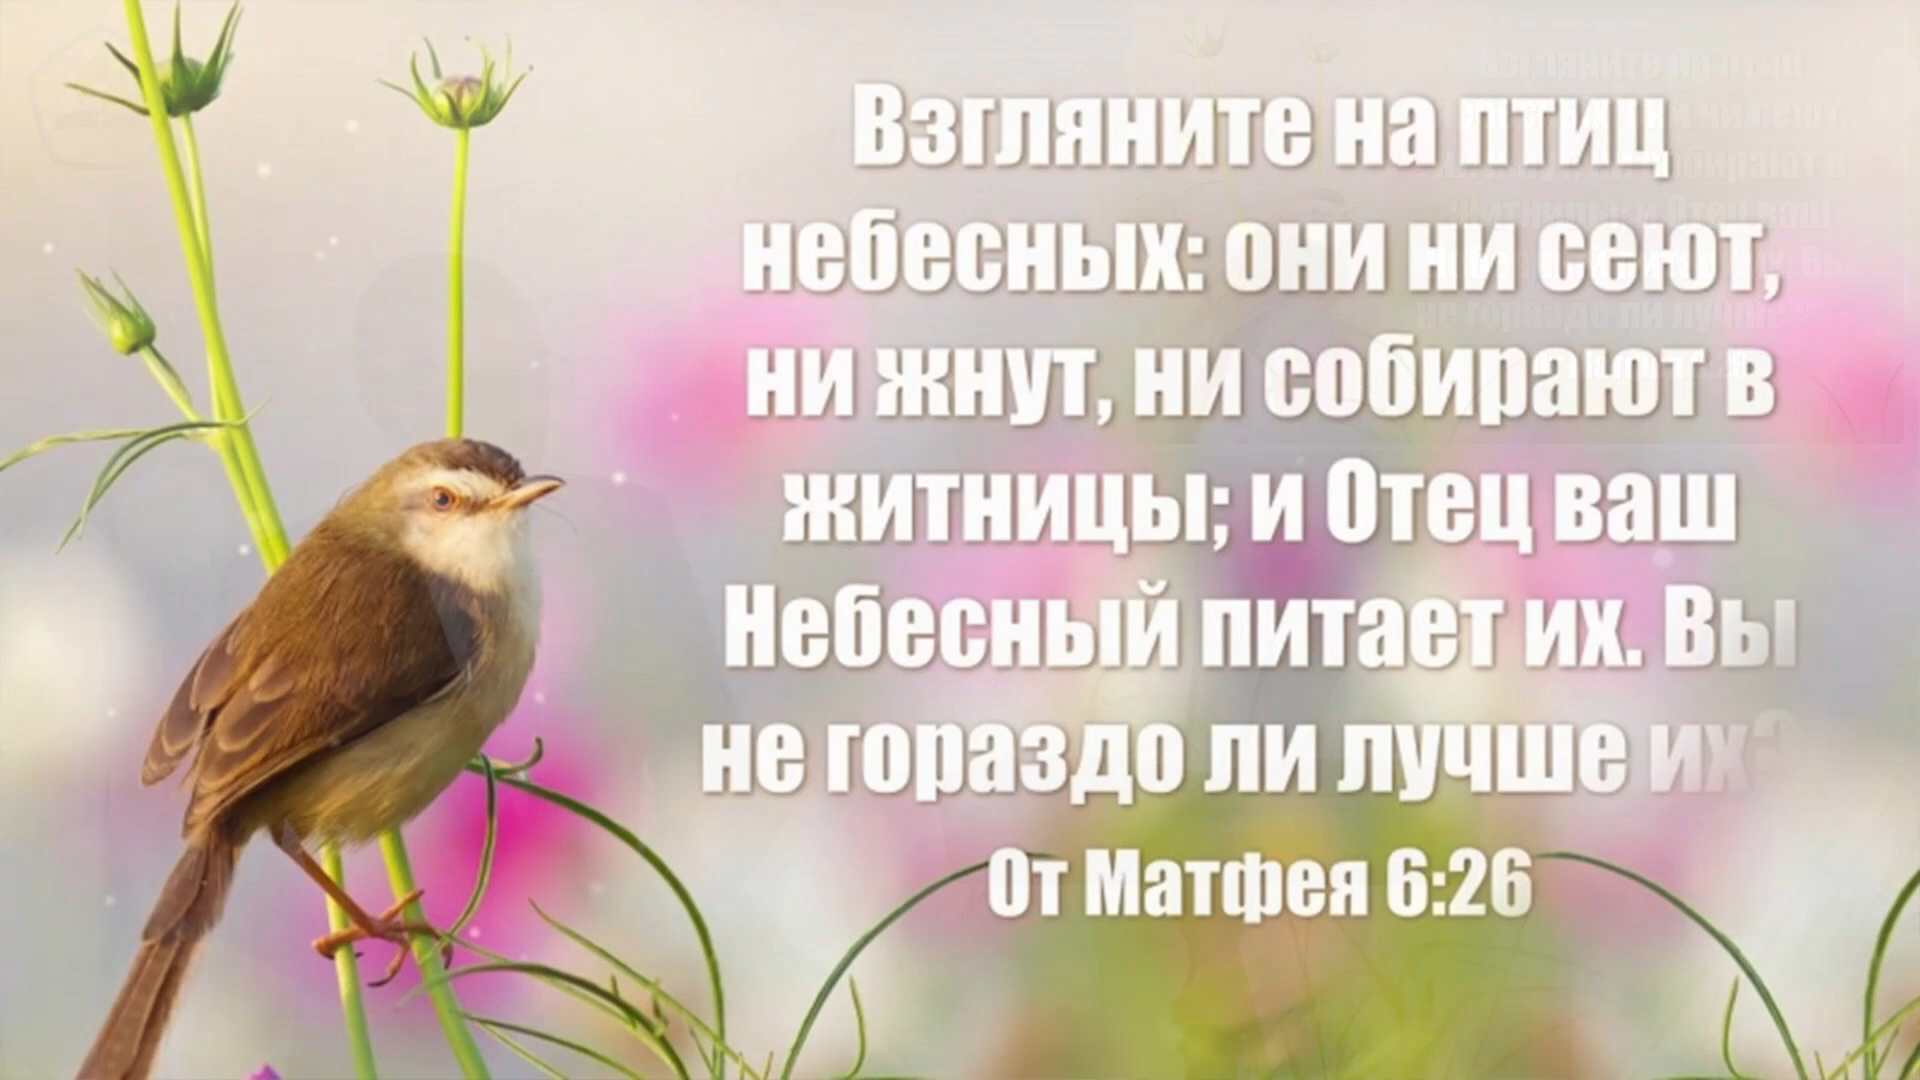 Взгляните на птиц
небесных: они ни сеют,
ни жнут, ни собирают в
житницы; и Отец ваш
Небесный питает их. Вы
не гораздо ли лучше их?
От Матфея 6:26